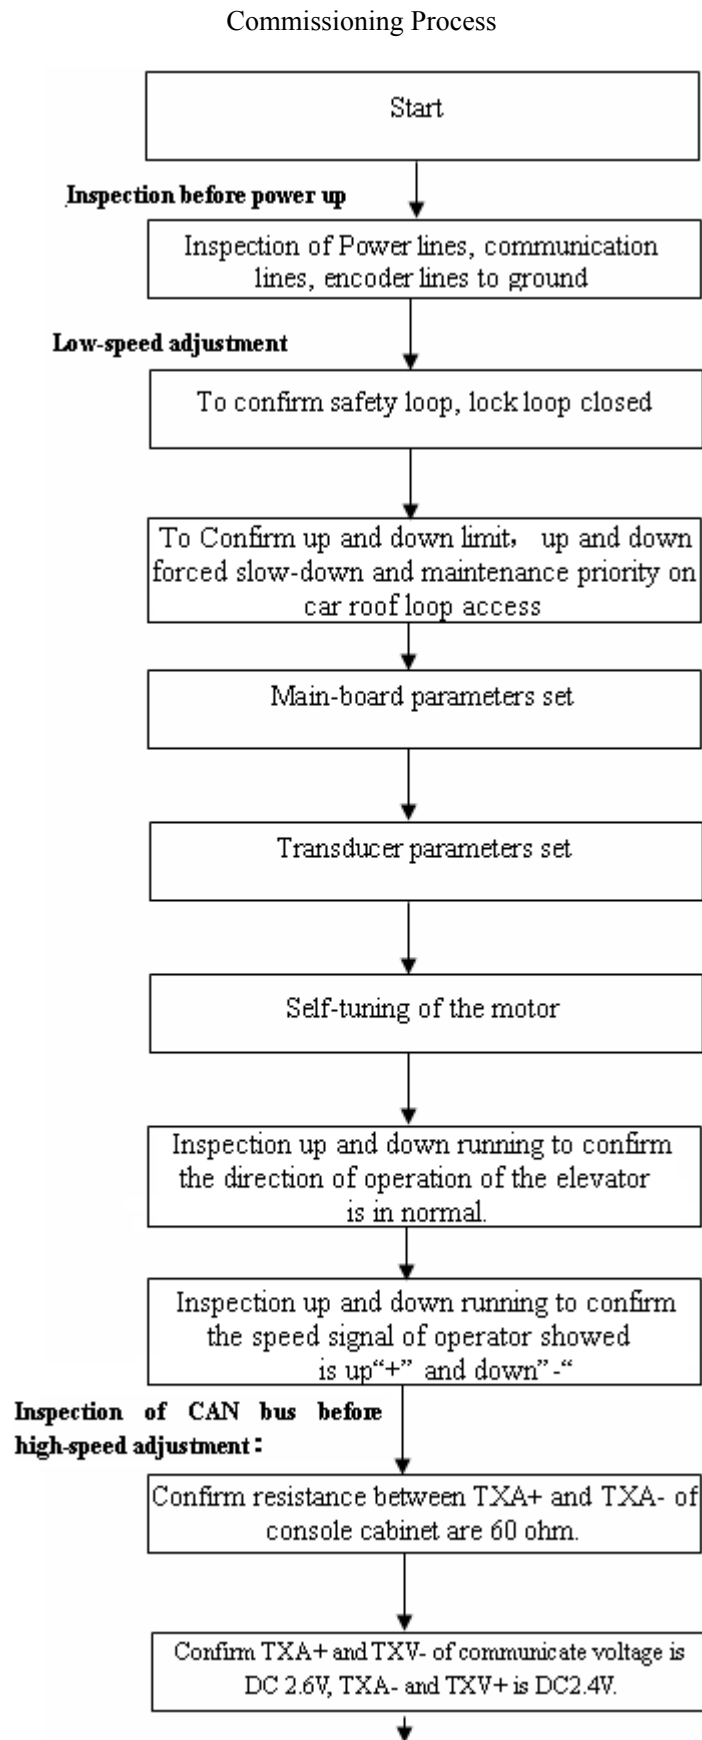 Commissioning Process
Start
Inspection before power up
Inspection of Power lines, communication
lines, encoder lines to ground
Low-speed adjustment
To confirm safety loop, lock loop closed
To Confirm up and down limit， up and down
forced slow-down and maintenance priority on
car roof loop access
Main-board parameters set
Transducer parameters set
Self-tuning of the motor
Inspection up and down running to confirm
the direction of operation of the elevator
is in normal.
Inspection up and down running to confirm
the speed signal of operator showed
is up“+” and down”-“
Inspection of CAN bus before
high-speed adjustment：
Confirm resistance between TXA+ and TXA- of
console cabinet are 60 ohm.
Confirm TXA+ and TXV- of communicate voltage is
DC 2.6V, TXA- and TXV+ is DC2.4V.